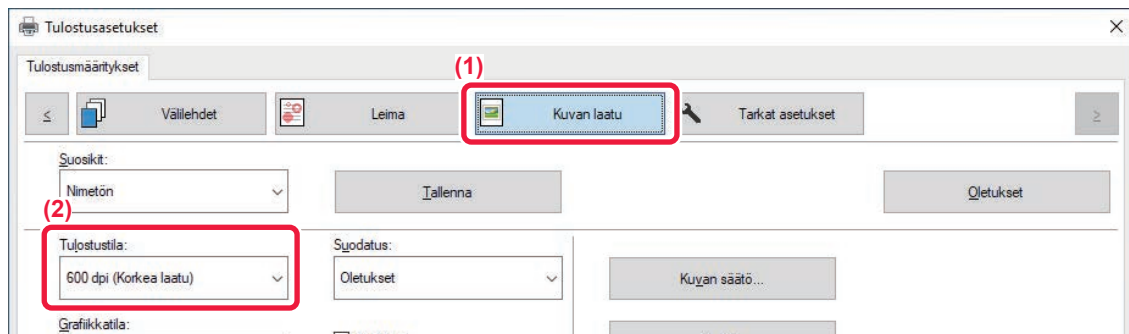 Tulostusasetukset
Tulostusmääritykset
(1)
Välilehdet Leima Kuvan laatu Tarkat asetukset
Suosikit:
Nimetön Tallenna Oletukset
(2)
Tulostustila: Suodatus:
600 dpi (Korkea laatu) Oletukset Kuvan säätö...
Grafiikkatila: